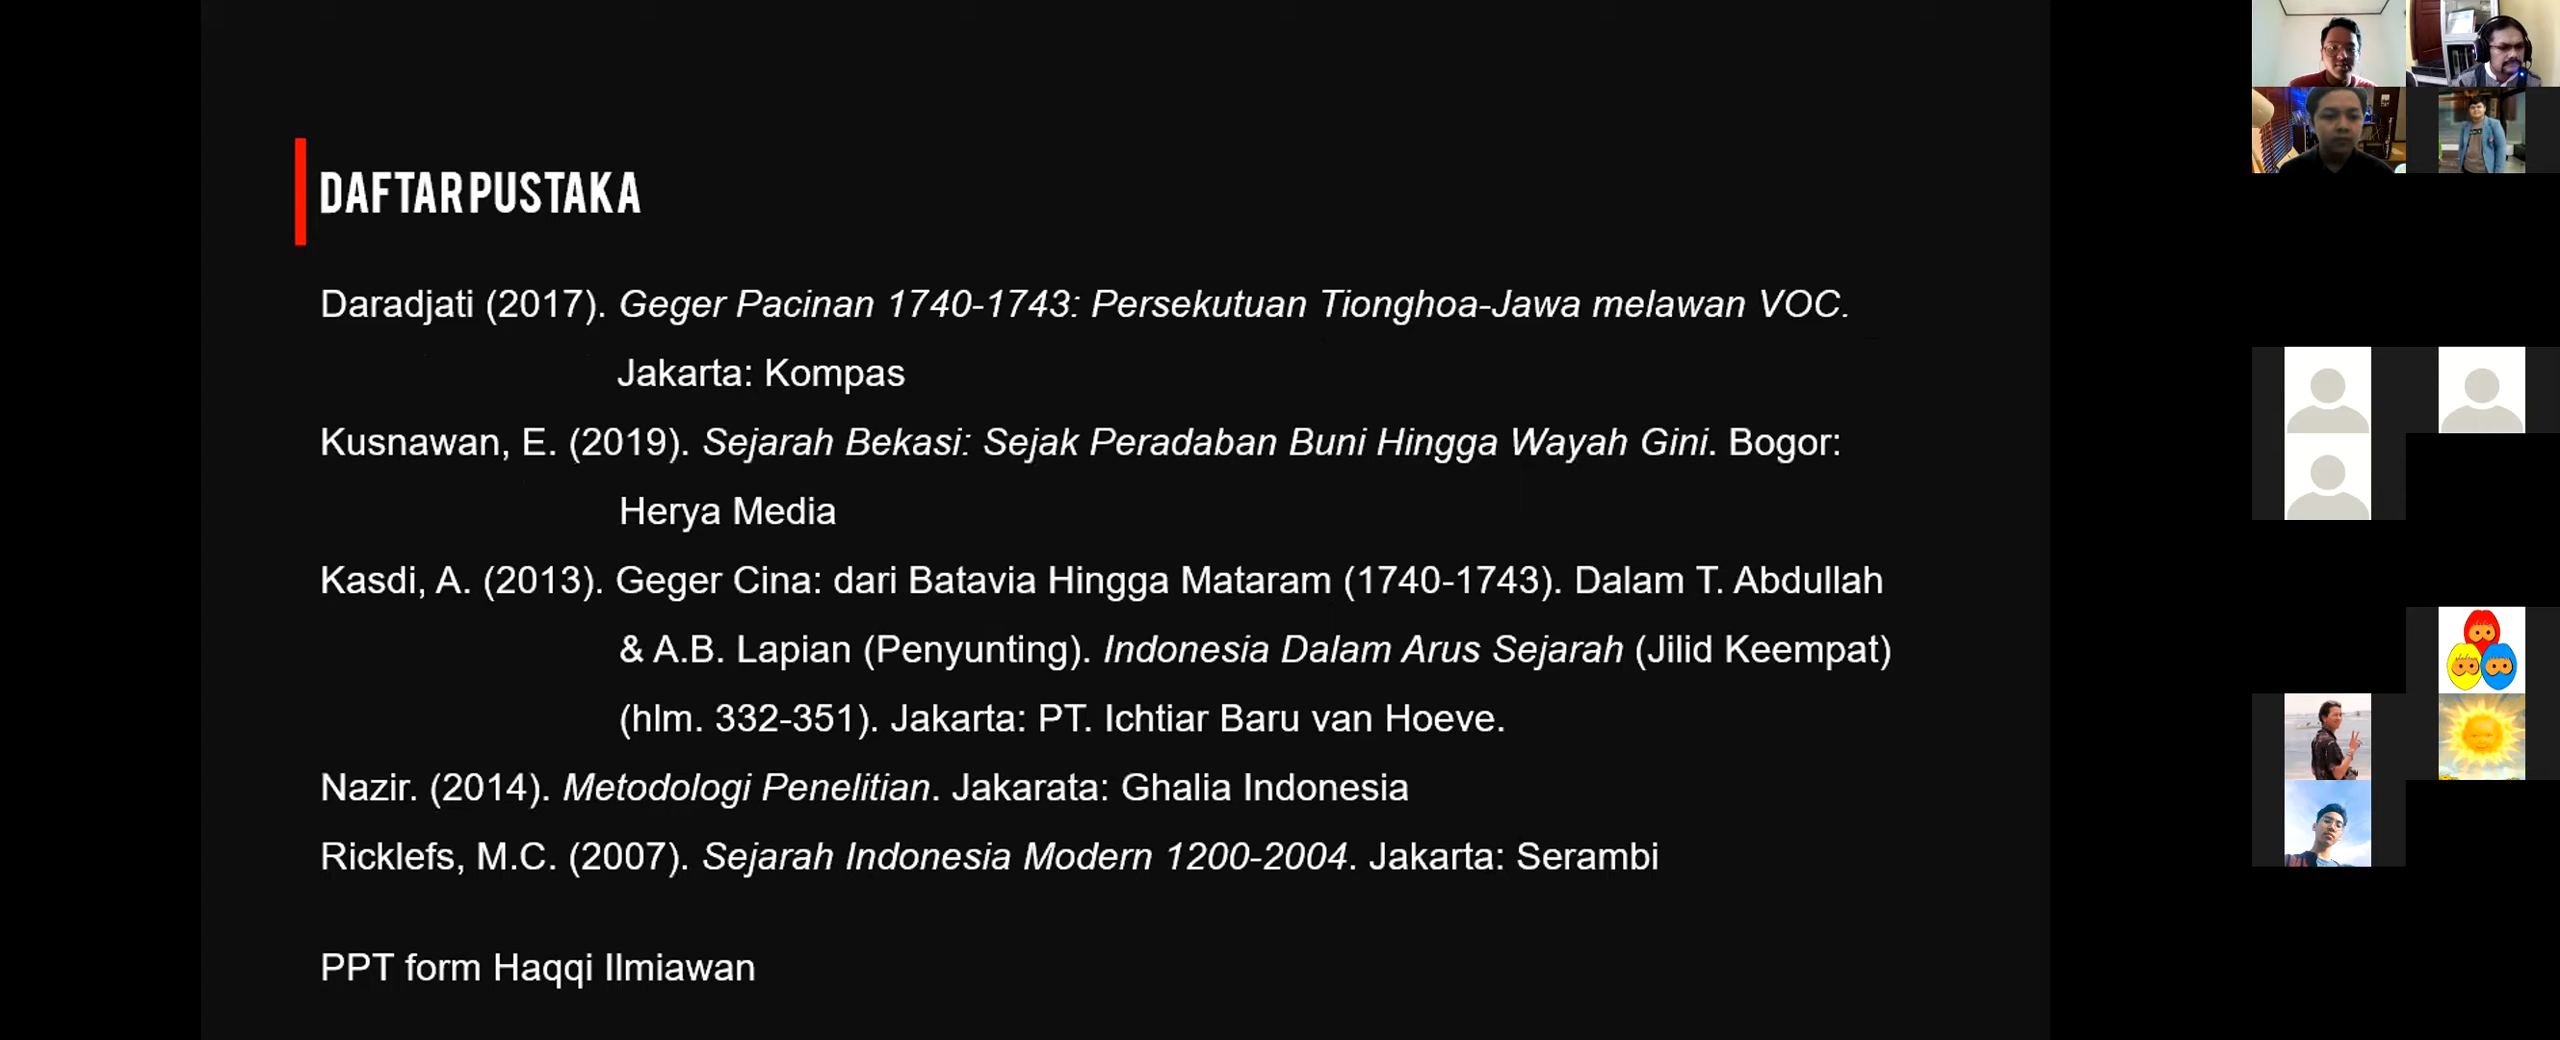 DAFTAR PUSTAKA
Daradjati (2017). Geger Pacinan 1740-1743: Persekutuan Tionghoa-Jawa melawan VOC.
Jakarta: Kompas
Kusnawan, E. (2019). Sejarah Bekasi: Sejak Peradaban Buni Hingga Wayah Gini. Bogor:
Herya Media
Kasdi, A. (2013). Geger Cina: dari Batavia Hingga Mataram (1740-1743). Dalam T. Abdullah
& A.B. Lapian (Penyunting). Indonesia Dalam Arus Sejarah (Jilid Keempat)
(hlm. 332-351). Jakarta: PT. Ichtiar Baru van Hoeve.
Nazir. (2014). Metodologi Penelitian. Jakarata: Ghalia Indonesia
Ricklefs, M.C. (2007). Sejarah Indonesia Modern 1200-2004. Jakarta: Serambi
PPT form Haqqi Ilmiawan